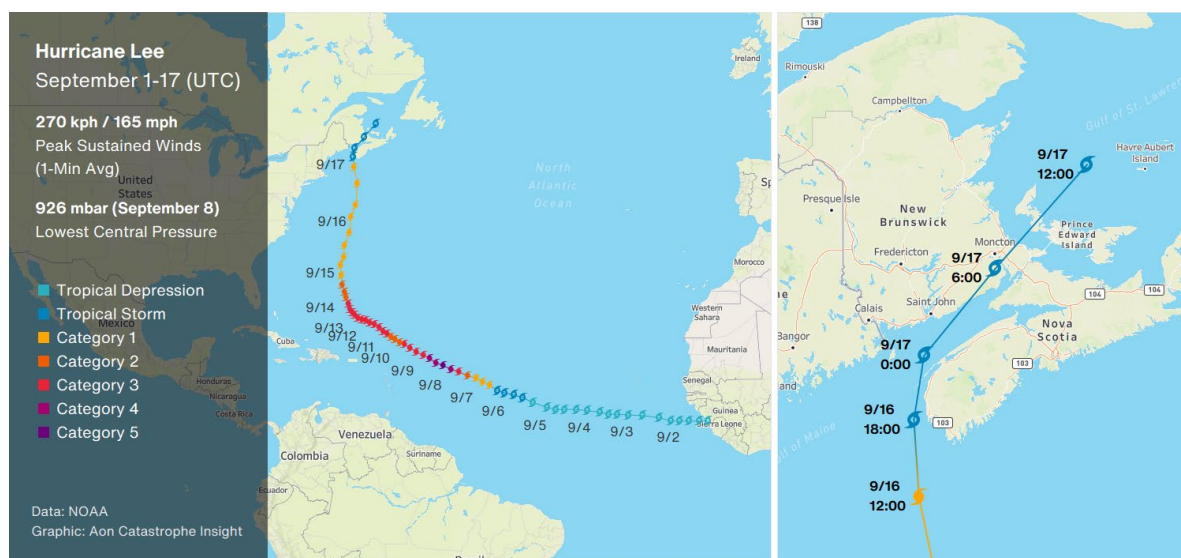 Hurricane Lee
September 1-17 (UTC)
270 kph / 165 mph
Peak Sustained Winds
(1-Min Avg)
926 mbar (September 8)
Lowest Central Pressure
Tropical Depression
Tropical Storm
Category 1
Category 2
Category 3
Category 4
Category 5
Data: NOAA
Graphic: Aon Catastrophe Insight
United
States
Mexico
Honduras
Nicaragua
Costa Rica
Ecuador
Cuba
Colombia
Venezuela
Suriname
Brazil
North
Atlantic
Ocean
Ireland
Morocco
Western
Sahara
Mauritania
Senegal
Guinea
Sierra Leone
9/17
9/16
9/15
9/14
9/13
9/12
9/11
9/10
9/9
9/8
9/7
9/6
9/5
9/4
9/3
9/2
138
Rimouski
Campbellton
Gulf of St. Lawren
Havre Aubert
Island
9/17
12:00
Presque Isle
New
Brunswick
Prince
Edward
Island
Fredericton
Moncton
9/17
6:00
104
104
Calais
Saint John
Bangor
Nova
Scotia
103
9/17
0:00
land
9/16
18:00
103
Gulf of Maine
9/16
12:00